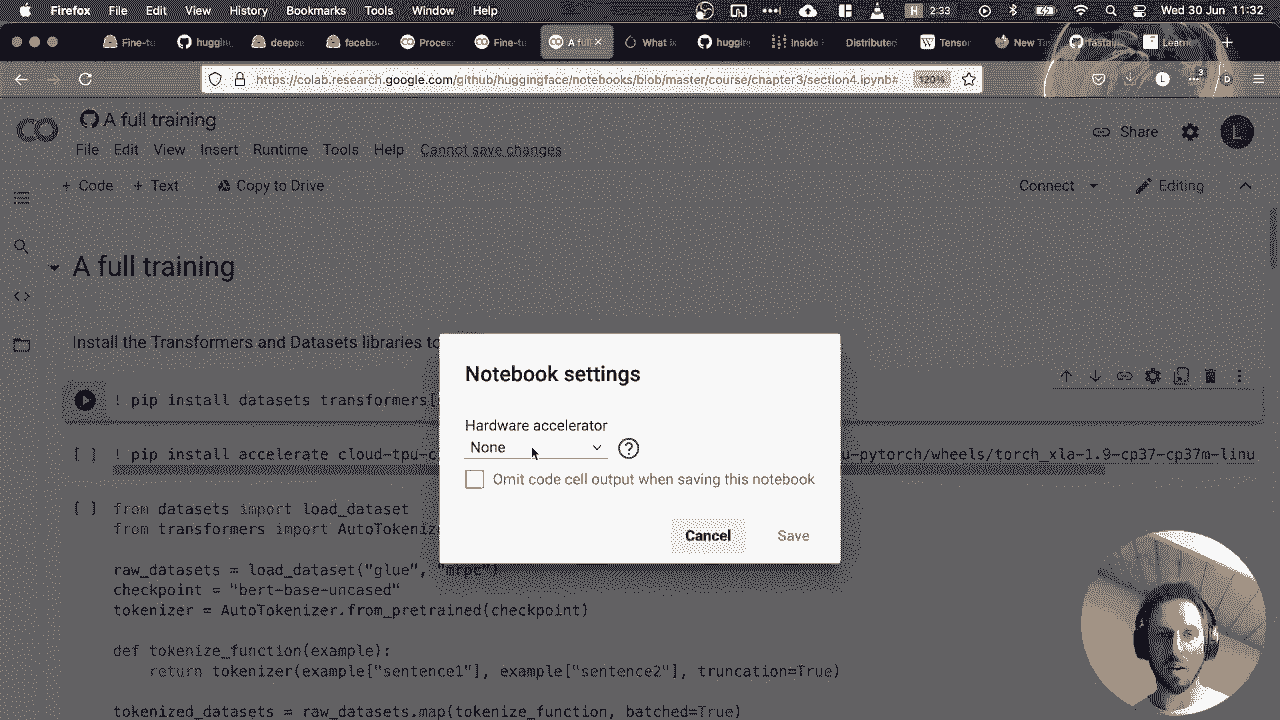 Firefox File Edit View History Bookmarks Tools Window Help 2:33 Wed 30 Jun 11:32
Fine-tu huggin deepse facebo Proces Fine-tu A full What is huggin Inside Distributed Tensor New Ta Learn
https://colab.research.google.com/github/huggingface/notebooks/blob/master/course/chapter3/section4.ipynb# 120%
A full training
Share
File Edit View Insert Runtime Tools Help Cannot save changes
+ Code + Text Copy to Drive Connect Editing
A full training
Install the Transformers and Datasets libraries to
! pip install datasets transformers[
[ ] ! pip install accelerate cloud-tpu-c u-pytorch/wheels/torch_xla-1.9-cp37-cp37m-linu
[ ] from datasets import load_dataset
from transformers import AutoTokenize
raw_datasets = load_dataset("glue", "mrpc")
checkpoint = "bert-base-uncased"
tokenizer = AutoTokenizer.from_pretrained(checkpoint)
def tokenize_function(example):
return tokenizer(example["sentence1"], example["sentence2"], truncation=True)
tokenized_datasets = raw_datasets.map(tokenize_function, batched=True)
Notebook settings
Hardware accelerator
None
Omit code cell output when saving this notebook
Cancel Save